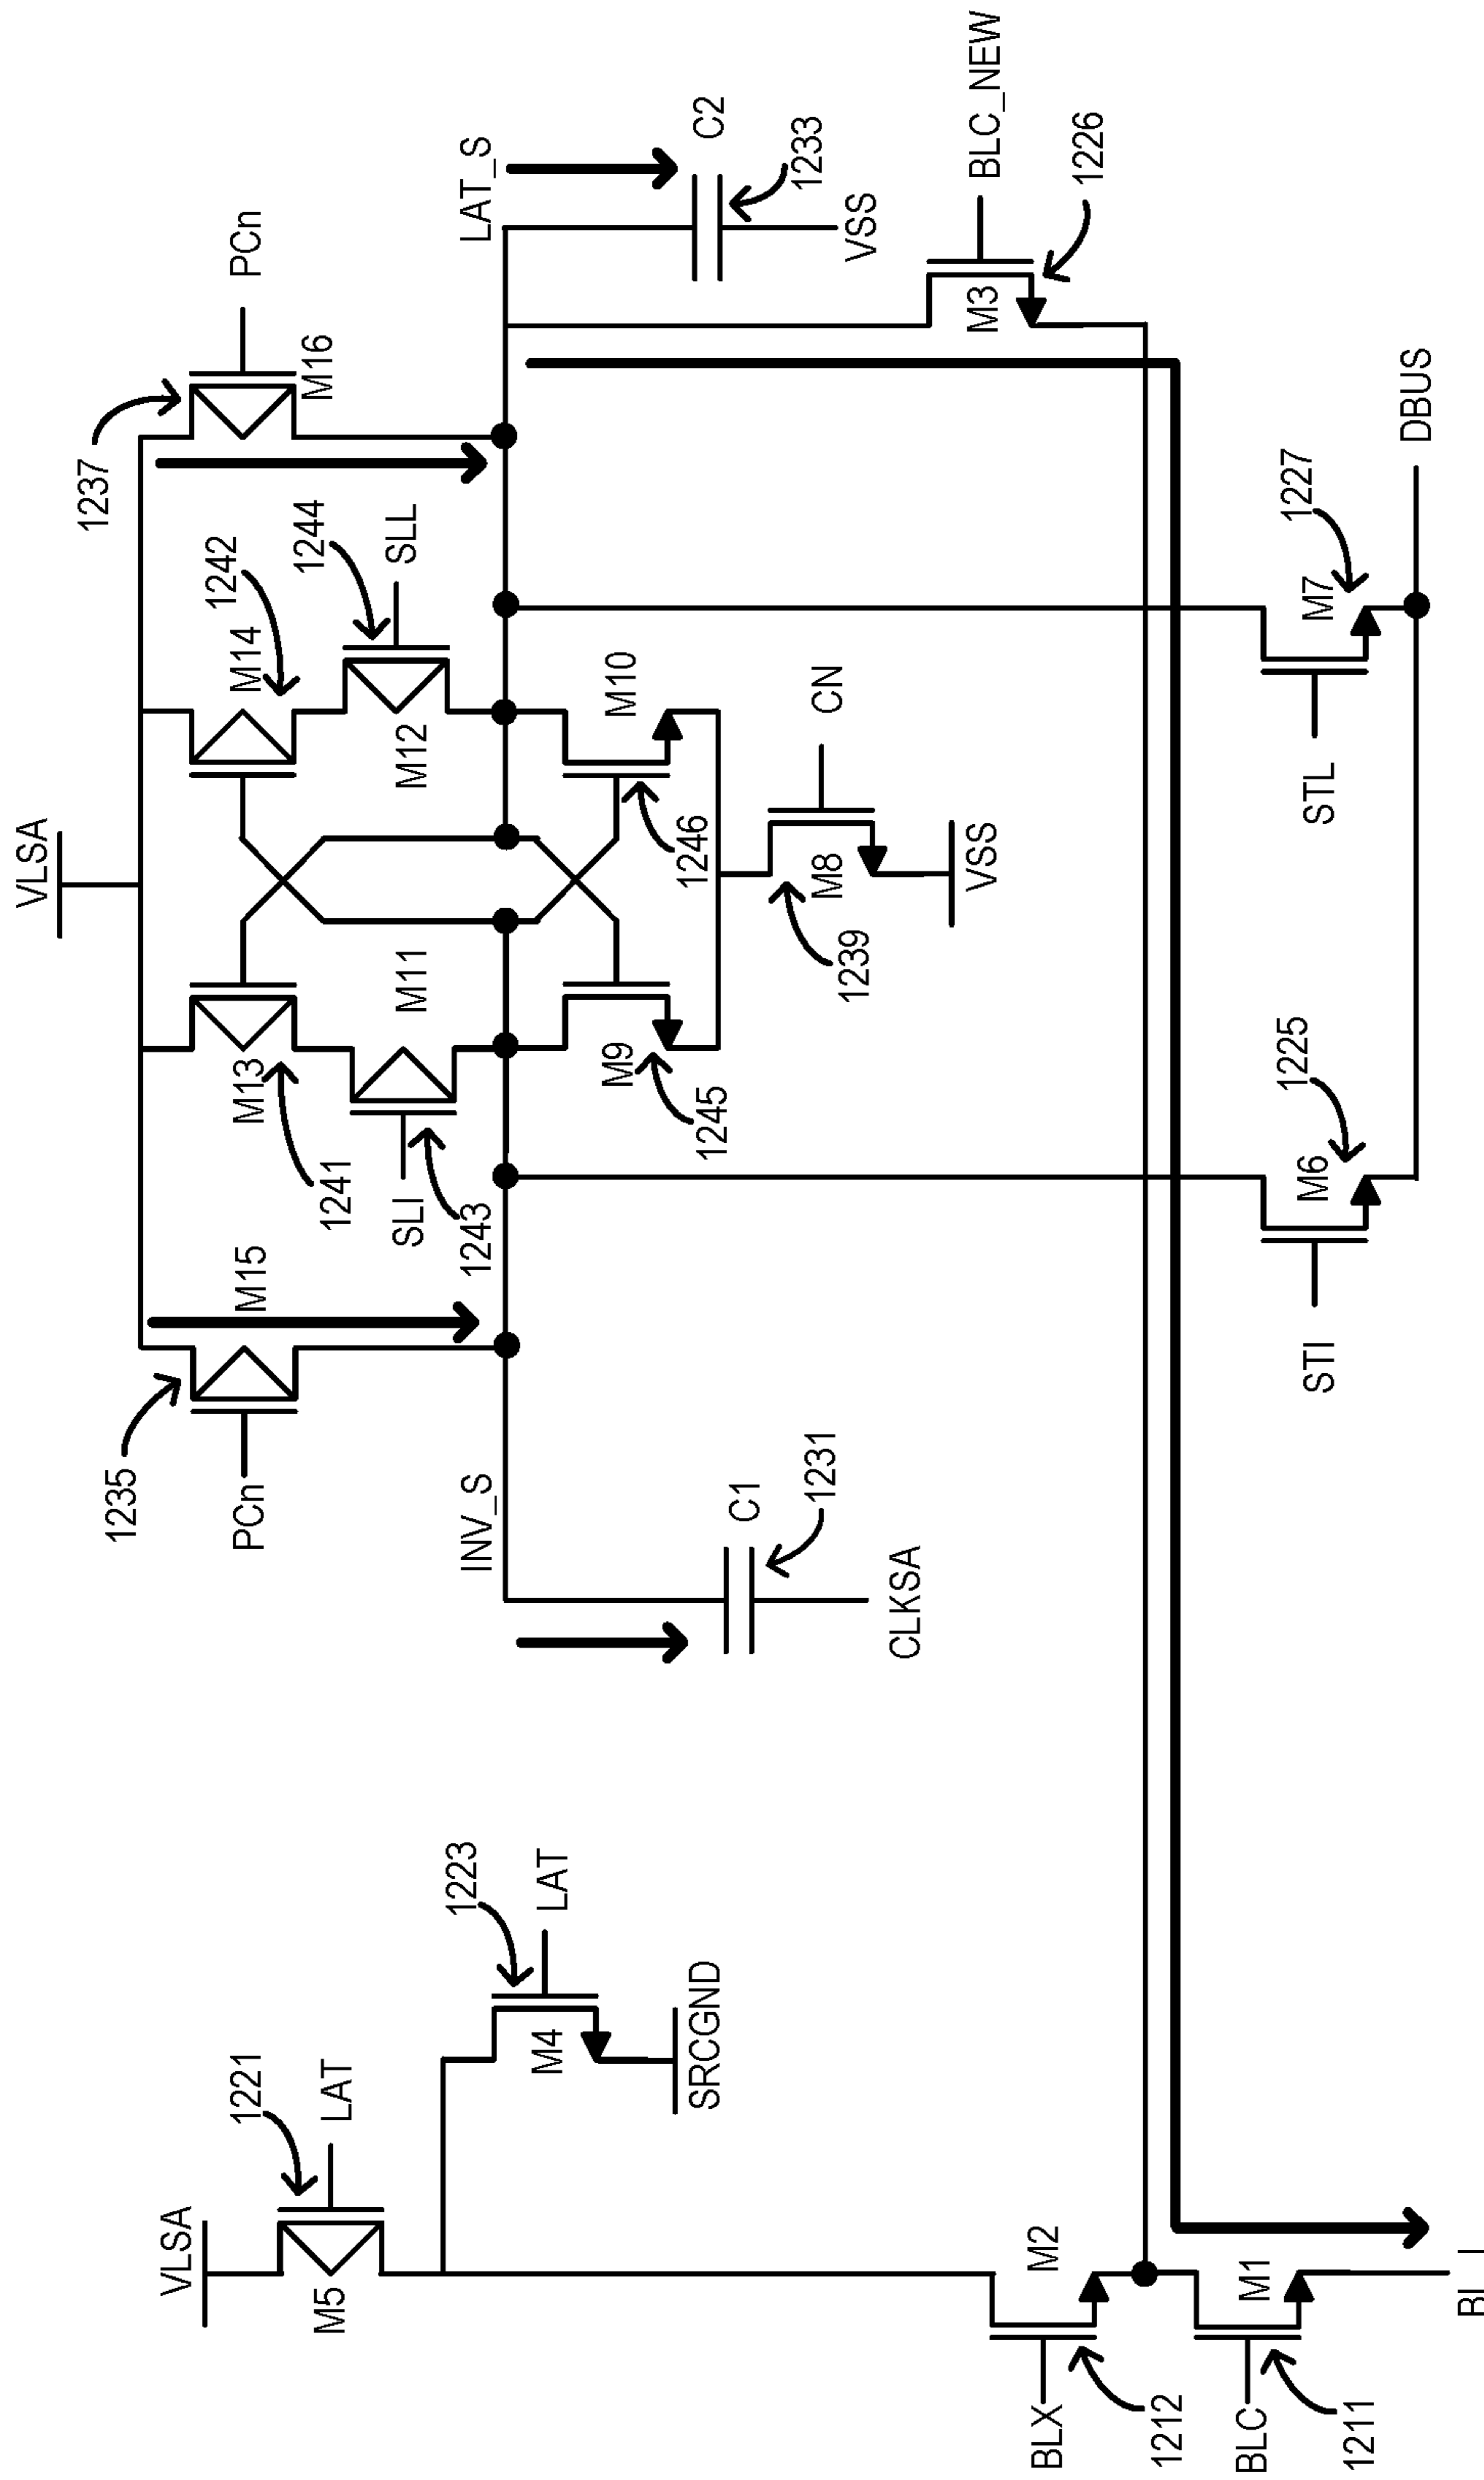 VLSA
1237
1235
VLSA
1221
PCn
M15
M13
M14
1242
PCn
M5
LAT
1241
1244
M16
SLI
M11
M12
SLL
1223
INV_S
1243
LAT_S
M4
LAT
M9
M10
SRCGND
1245
1246
C1
C2
1231
M8
CN
1233
1239
VSS
CLKSA
VSS
M3
BLC_NEW
BLX
M2
1226
1212
BLC
M1
1225
1227
STI
M6
STL
M7
1211
DBUS